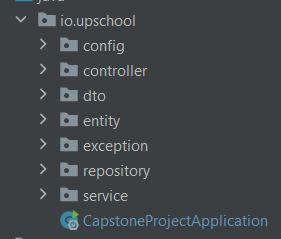 io.upschool
config
controller
dto
entity
exception
repository
service
CapstoneProjectApplication